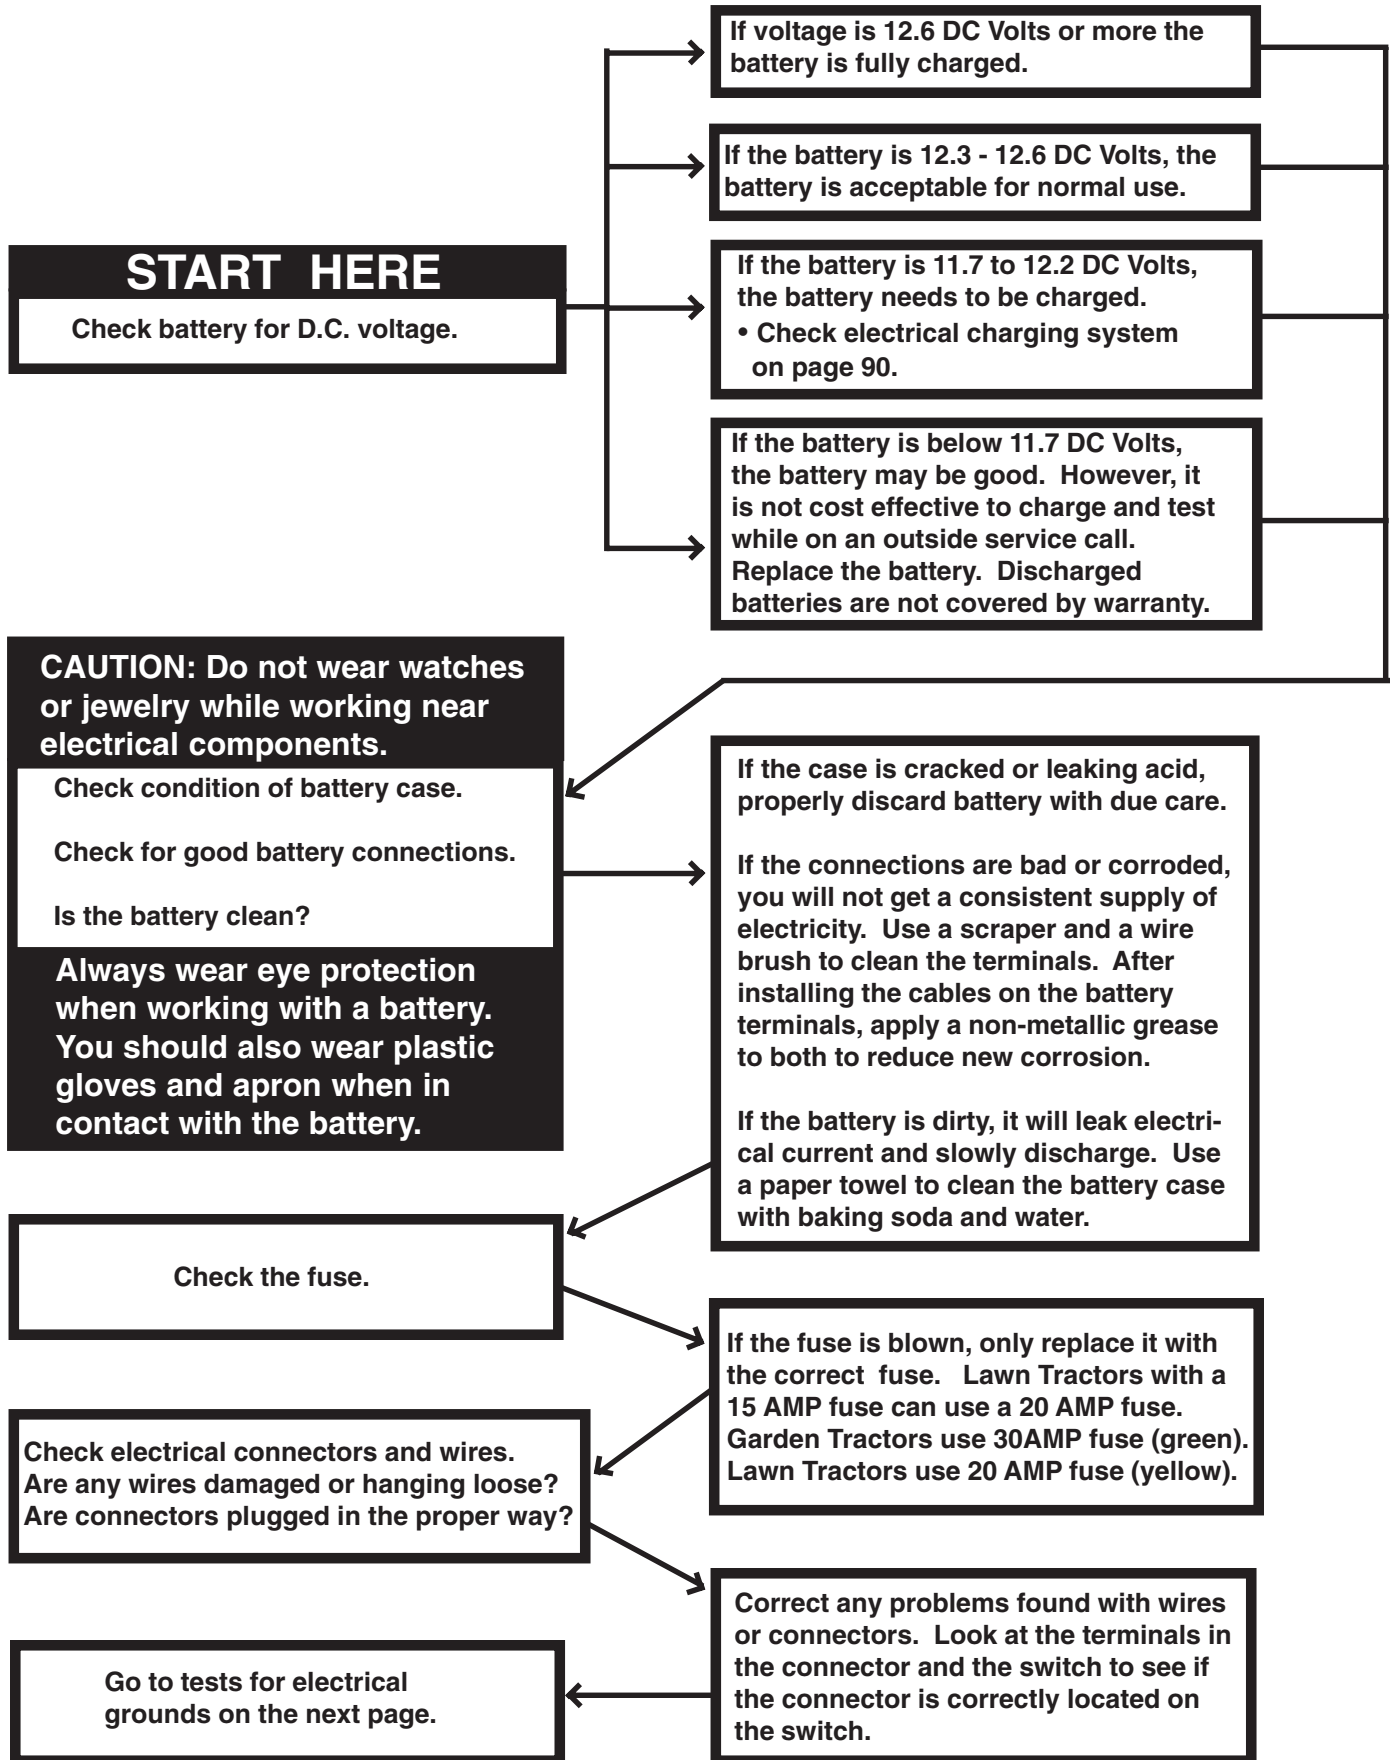 START HERE
Check battery for D.C. voltage.
If voltage is 12.6 DC Volts or more the
battery is fully charged.
If the battery is 12.3 - 12.6 DC Volts, the
battery is acceptable for normal use.
If the battery is 11.7 to 12.2 DC Volts,
the battery needs to be charged.
• Check electrical charging system
on page 90.
If the battery is below 11.7 DC Volts,
the battery may be good. However, it
is not cost effective to charge and test
while on an outside service call.
Replace the battery. Discharged
batteries are not covered by warranty.
CAUTION: Do not wear watches
or jewelry while working near
electrical components.
Check condition of battery case.
Check for good battery connections.
Is the battery clean?
Always wear eye protection
when working with a battery.
You should also wear plastic
gloves and apron when in
contact with the battery.
If the case is cracked or leaking acid,
properly discard battery with due care.
If the connections are bad or corroded,
you will not get a consistent supply of
electricity. Use a scraper and a wire
brush to clean the terminals. After
installing the cables on the battery
terminals, apply a non-metallic grease
to both to reduce new corrosion.
If the battery is dirty, it will leak electri-
cal current and slowly discharge. Use
a paper towel to clean the battery case
with baking soda and water.
Check the fuse.
If the fuse is blown, only replace it with
the correct fuse. Lawn Tractors with a
15 AMP fuse can use a 20 AMP fuse.
Garden Tractors use 30AMP fuse (green).
Lawn Tractors use 20 AMP fuse (yellow).
Check electrical connectors and wires.
Are any wires damaged or hanging loose?
Are connectors plugged in the proper way?
Correct any problems found with wires
or connectors. Look at the terminals in
the connector and the switch to see if
the connector is correctly located on
the switch.
Go to tests for electrical
grounds on the next page.